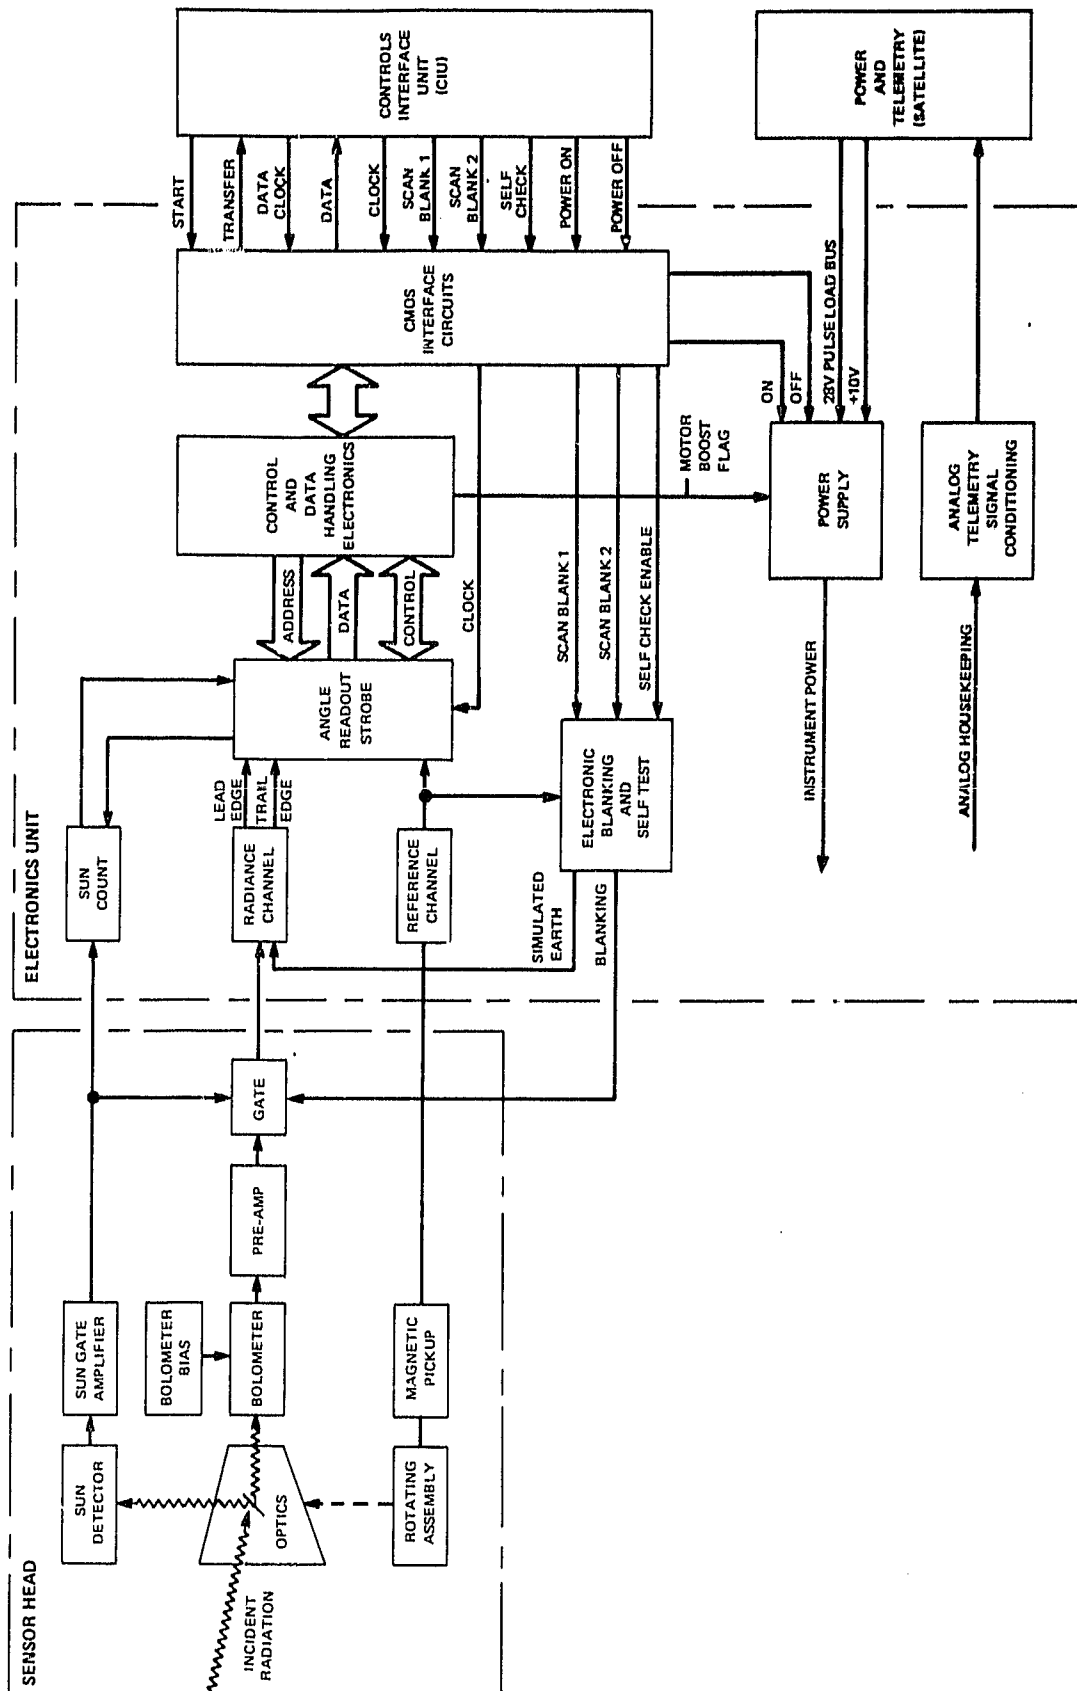 SENSOR HEAD
SUN
DETECTOR
SUN GATE
AMPLIFIER
BOLOMETER
BIAS
INCIDENT
RADIATION
OPTICS
BOLOMETER
PRE-AMP
GATE
ROTATING
ASSEMBLY
MAGNETIC
PICKUP
ELECTRONICS UNIT
SUN
COUNT
RADIANCE
CHANNEL
LEAD
EDGE
TRAIL
EDGE
REFERENCE
CHANNEL
ANGLE
READOUT
STROBE
ADDRESS
DATA
CONTROL
CLOCK
CONTROL
AND
DATA
HANDLING
ELECTRONICS
CMOS
INTERFACE
CIRCUITS
START
TRANSFER
DATA
CLOCK
DATA
CLOCK
SCAN
BLANK 1
SCAN
BLANK 2
SELF
CHECK
POWER ON
POWER OFF
CONTROLS
INTERFACE
UNIT
(CIU)
SIMULATED
EARTH
BLANKING
ELECTRONIC
BLANKING
AND
SELF TEST
SCAN BLANK 1
SCAN BLANK 2
SELF CHECK ENABLE
MOTOR
BOOST
FLAG
ON
OFF
28V PULSE LOAD BUS
+10V
INSTRUMENT POWER
POWER
SUPPLY
POWER
AND
TELEMETRY
(SATELLITE)
ANALOG HOUSEKEEPING
ANALOG
TELEMETRY
SIGNAL
CONDITIONING